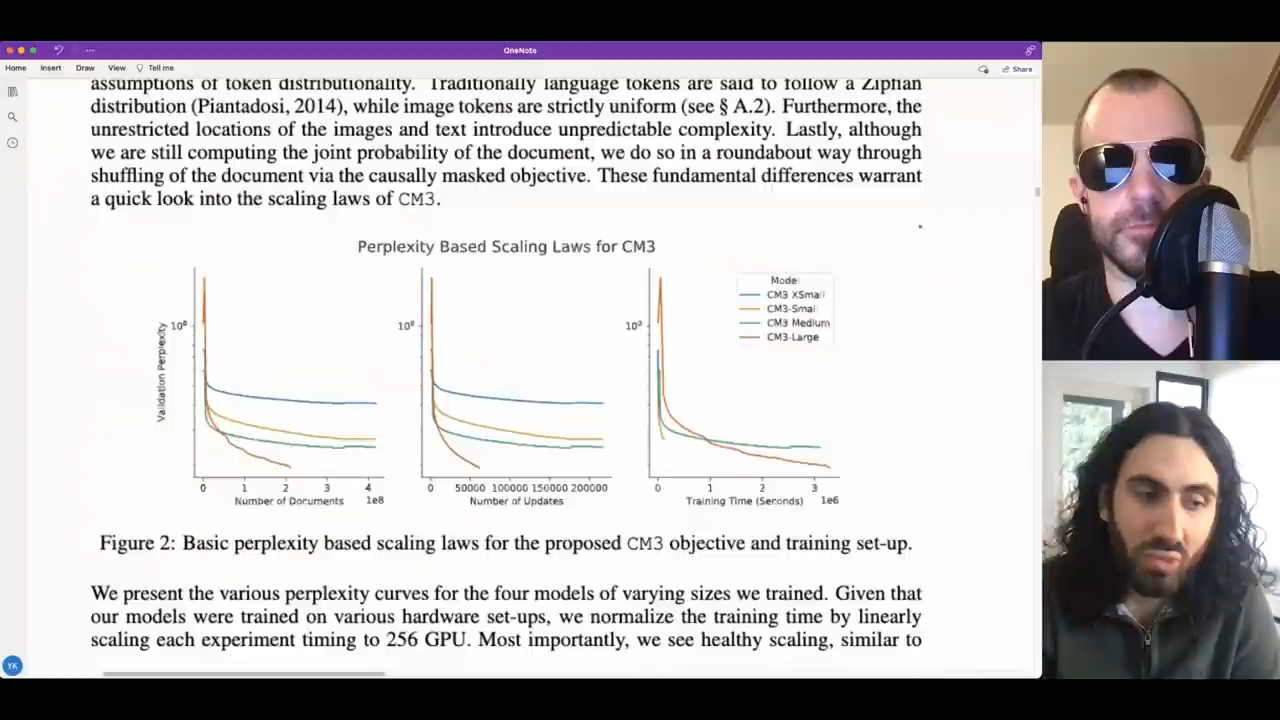 OneNote
Home Insert Draw View Tell me Share
assumptions of token distributionality. Traditionally language tokens are said to follow a Zipfian
distribution (Piantadosi, 2014), while image tokens are strictly uniform (see § A.2). Furthermore, the
unrestricted locations of the images and text introduce unpredictable complexity. Lastly, although
we are still computing the joint probability of the document, we do so in a roundabout way through
shuffling of the document via the causally masked objective. These fundamental differences warrant
a quick look into the scaling laws of CM3.
Perplexity Based Scaling Laws for CM3
Validation Perplexity
10⁰
0 1 2 3 4
1e8
Number of Documents
10⁰
0 50000 100000 150000 200000
Number of Updates
10⁰
0 1 2 3
1e6
Training Time (Seconds)
Model
CM3 XSmall
CM3-Small
CM3 Medium
CM3-Large
Figure 2: Basic perplexity based scaling laws for the proposed CM3 objective and training set-up.
We present the various perplexity curves for the four models of varying sizes we trained. Given that
our models were trained on various hardware set-ups, we normalize the training time by linearly
scaling each experiment timing to 256 GPU. Most importantly, we see healthy scaling, similar to
YK